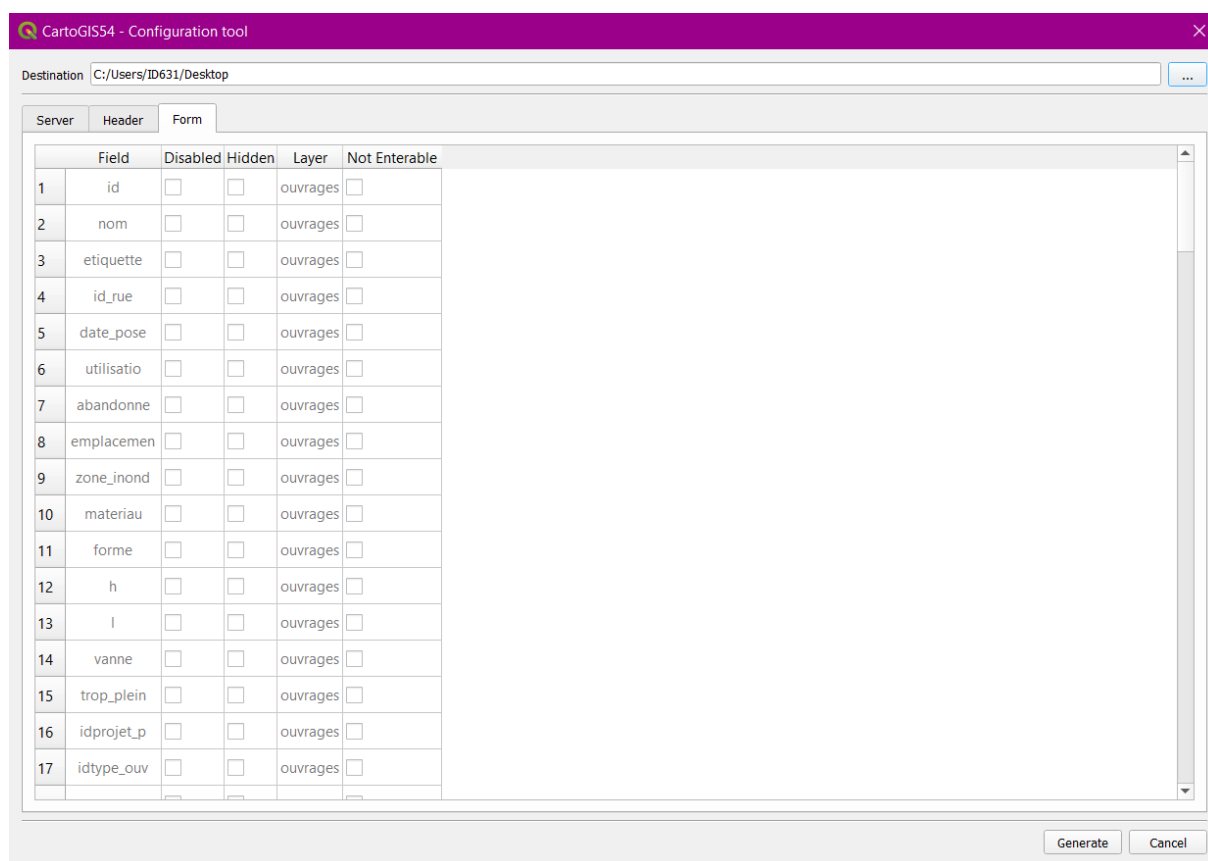 CartoGIS54 - Configuration tool
Destination C:/Users/ID631/Desktop ...
Server Header Form
Field Disabled Hidden Layer Not Enterable
1 id ouvrages
2 nom ouvrages
3 etiquette ouvrages
4 id_rue ouvrages
5 date_pose ouvrages
6 utilisatio ouvrages
7 abandonne ouvrages
8 emplacemen ouvrages
9 zone_inond ouvrages
10 materiau ouvrages
11 forme ouvrages
12 h ouvrages
13 l ouvrages
14 vanne ouvrages
15 trop_plein ouvrages
16 idprojet_p ouvrages
17 idtype_ouv ouvrages
Generate Cancel